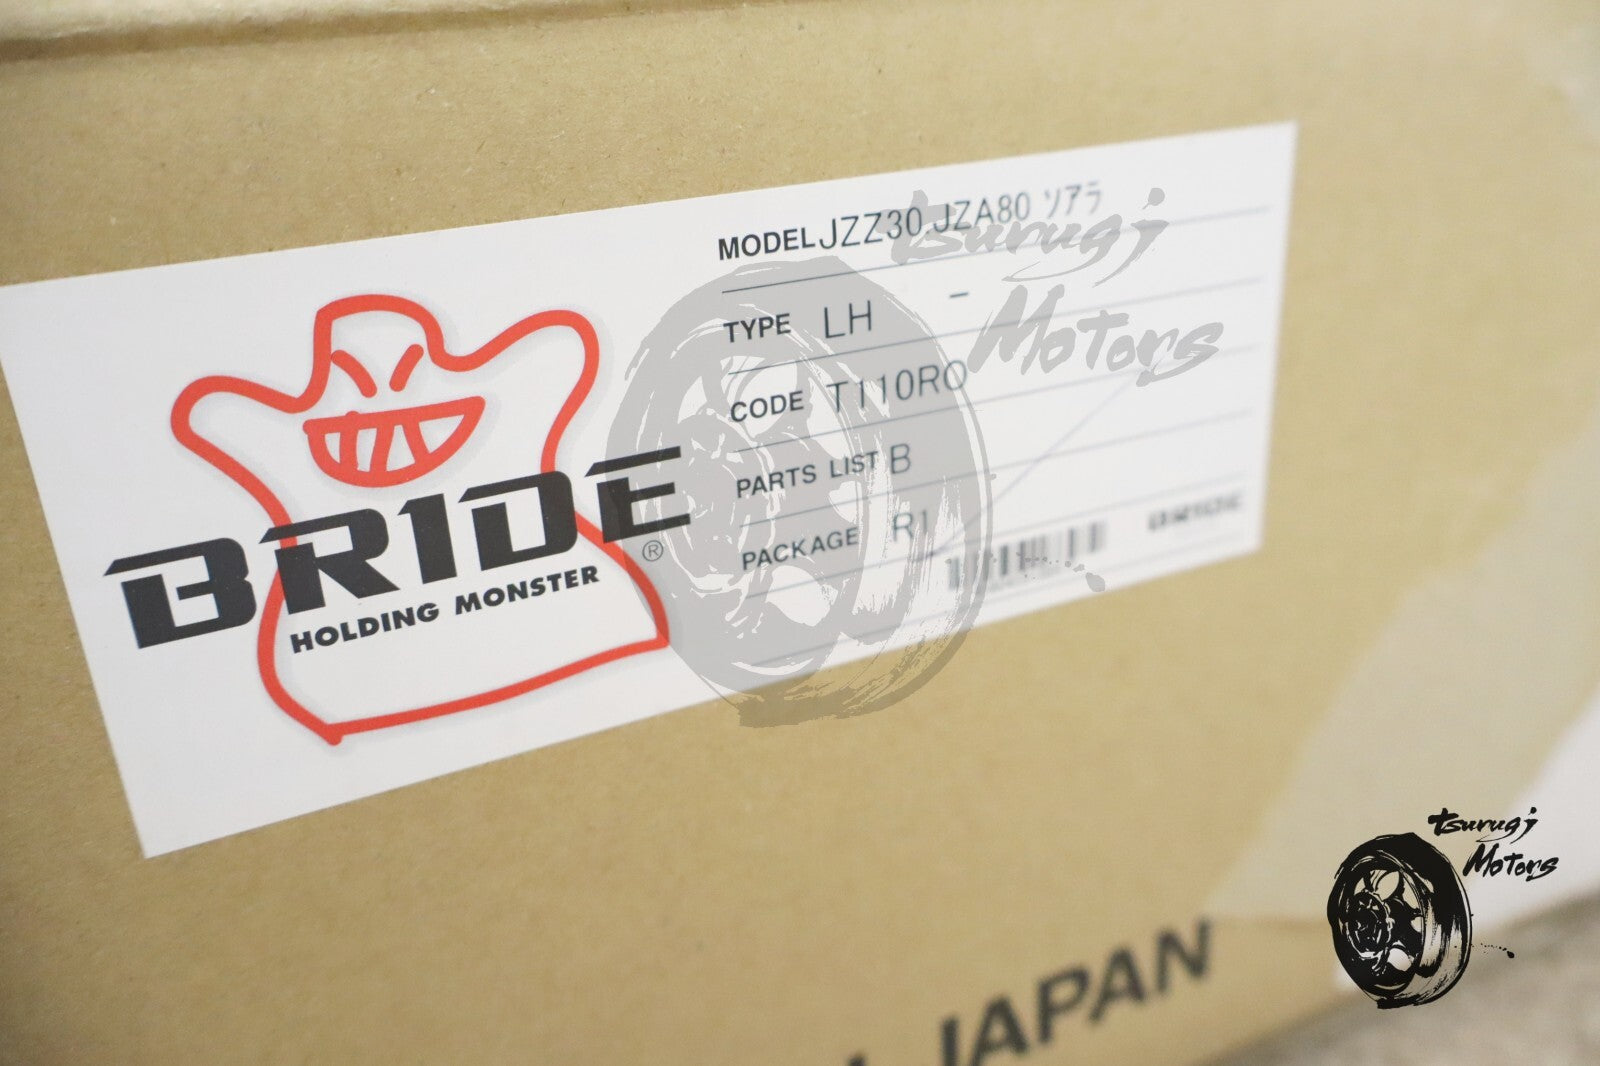 MODEL JZZ30.JZA80 ソアラ
TYPE LH -
CODE T110RO
PARTS LIST B
PACKAGE R1
BRIDE
BRIDE®
HOLDING MONSTER
JAPAN
tsurugi
Motors
tsurugi
Motors